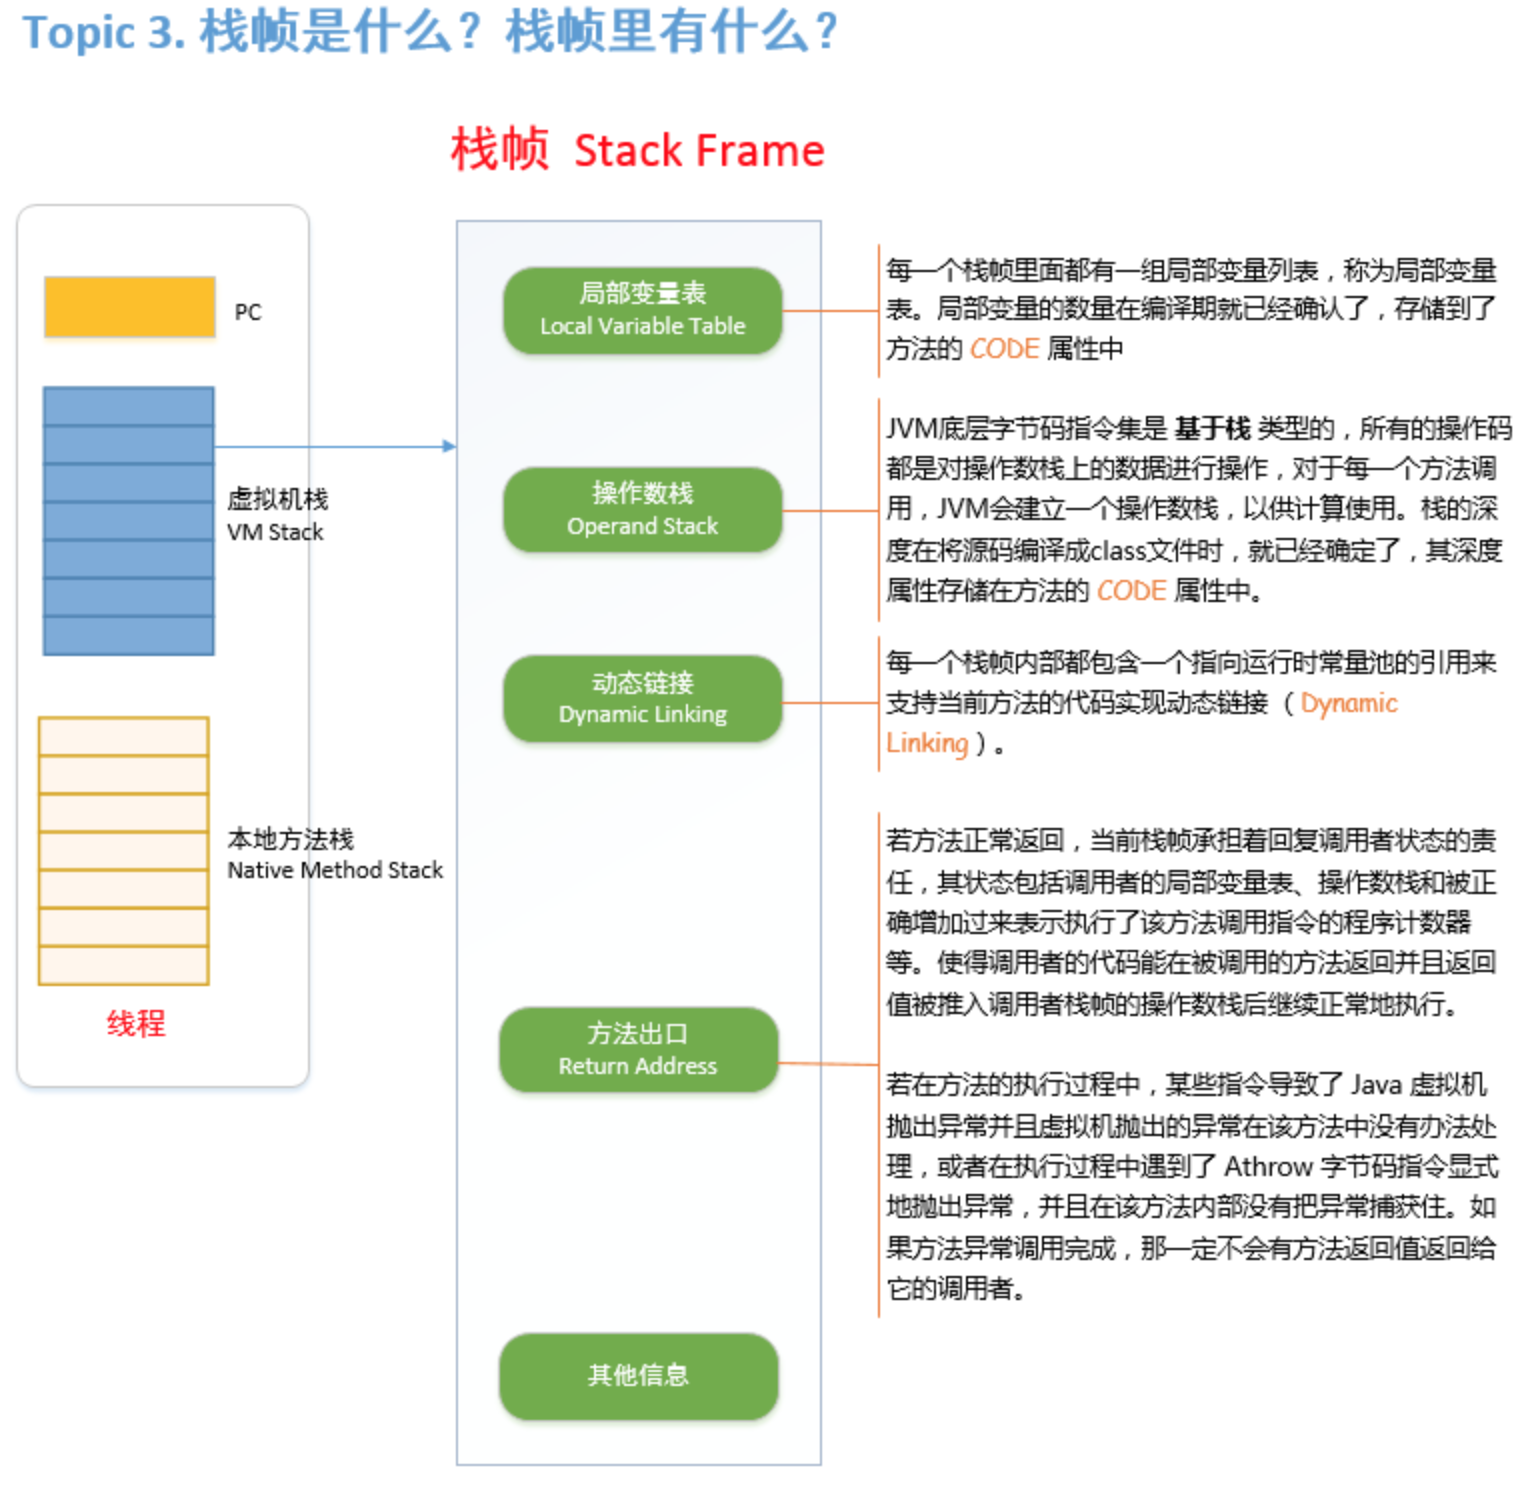 Topic 3. 栈帧是什么？栈帧里有什么？
栈帧 Stack Frame
PC
虚拟机栈
VM Stack
本地方法栈
Native Method Stack
线程
局部变量表
Local Variable Table
每一个栈帧里面都有一组局部变量列表，称为局部变量
表。局部变量的数量在编译期就已经确认了，存储到了
方法的 CODE 属性中
操作数栈
Operand Stack
JVM底层字节码指令集是 基于栈 类型的，所有的操作码
都是对操作数栈上的数据进行操作，对于每一个方法调
用，JVM会建立一个操作数栈，以供计算使用。栈的深
度在将源码编译成class文件时，就已经确定了，其深度
属性存储在方法的 CODE 属性中。
动态链接
Dynamic Linking
每一个栈帧内部都包含一个指向运行时常量池的引用来
支持当前方法的代码实现动态链接（Dynamic
Linking）。
方法出口
Return Address
若方法正常返回，当前栈帧承担着回复调用者状态的责
任，其状态包括调用者的局部变量表、操作数栈和被正
确增加过来表示执行了该方法调用指令的程序计数器
等。使得调用者的代码能在被调用的方法返回并且返回
值被推入调用者栈帧的操作数栈后继续正常地执行。
若在方法的执行过程中，某些指令导致了 Java 虚拟机
抛出异常并且虚拟机抛出的异常在该方法中没有办法处
理，或者在执行过程中遇到了 Athrow 字节码指令显式
地抛出异常，并且在该方法内部没有把异常捕获住。如
果方法异常调用完成，那一定不会有方法返回值返回给
它的调用者。
其他信息